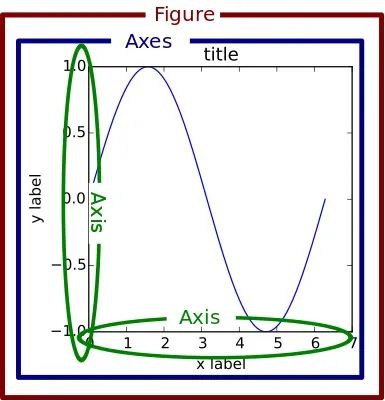 Figure
Axes
title
1.0
0.5
0.0
−0.5
−1.0
y label
Axis
Axis
0 1 2 3 4 5 6 7
x label